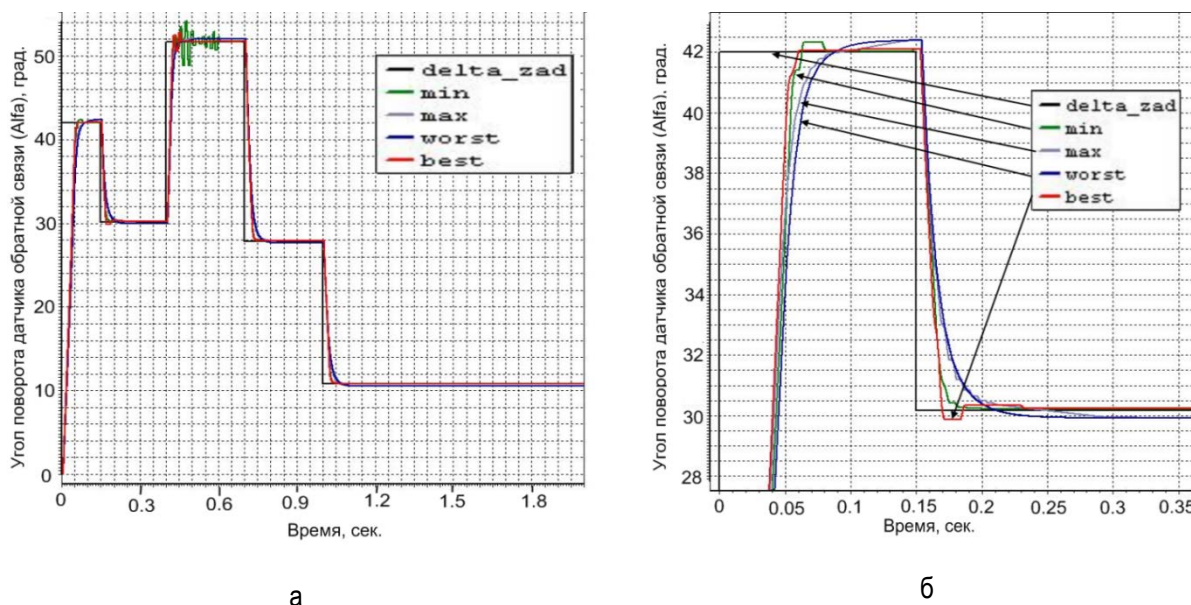 Угол поворота датчика обратной связи (Alfa), град.
50
40
30
20
10
0
0
0.3
0.6
0.9
1.2
1.5
1.8
Время, сек.
delta_zad
min
max
worst
best
а
Угол поворота датчика обратной связи (Alfa), град.
42
40
38
36
34
32
30
28
0
0.05
0.1
0.15
0.2
0.25
0.3
0.35
Время, сек.
delta_zad
min
max
worst
best
б